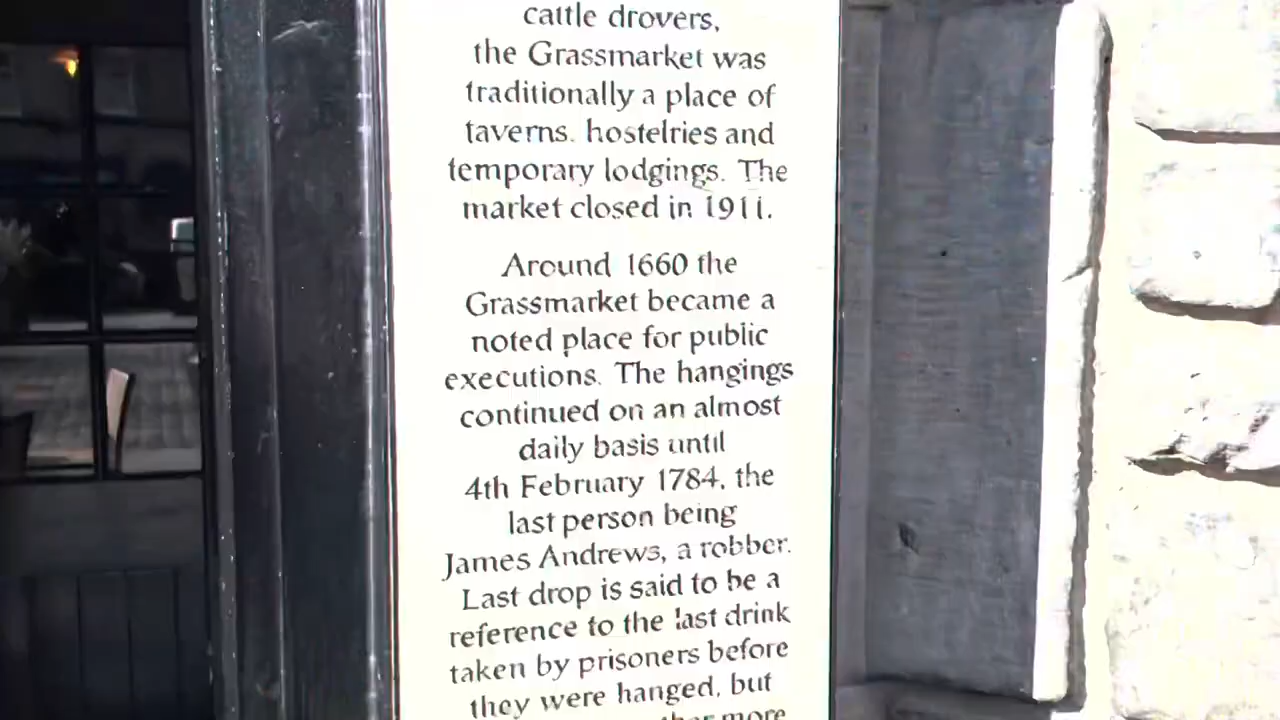 cattle drovers,
the Grassmarket was
traditionally a place of
taverns. hostelries and
temporary lodgings. The
market closed in 1911.
Around 1660 the
Grassmarket became a
noted place for public
executions. The hangings
continued on an almost
daily basis until
4th February 1784, the
last person being
James Andrews, a robber.
Last drop is said to be a
reference to the last drink
taken by prisoners before
they were hanged, but
more